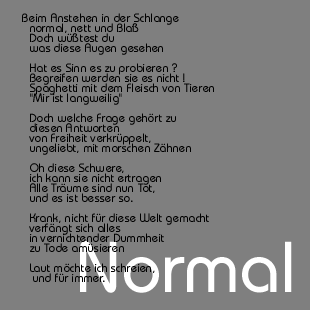 Beim Anstehen in der Schlange
normal, nett und Blaß
Doch wüßtest du
was diese Augen gesehen
Hat es Sinn es zu probieren ?
Begreifen werden sie es nicht !
Spaghetti mit dem Fleisch von Tieren
"Mir ist langweilig"
Doch welche Frage gehört zu
diesen Antworten
von Freiheit verkrüppelt,
ungeliebt, mit morschen Zähnen
Oh diese Schwere,
ich kann sie nicht ertragen
Alle Träume sind nun Tot,
und es ist besser so.
Krank, nicht für diese Welt gemacht
verfängt sich alles
in vernichtender Dummheit
zu Tode amüsieren
Laut möchte ich schreien,
und für immer.
Normal